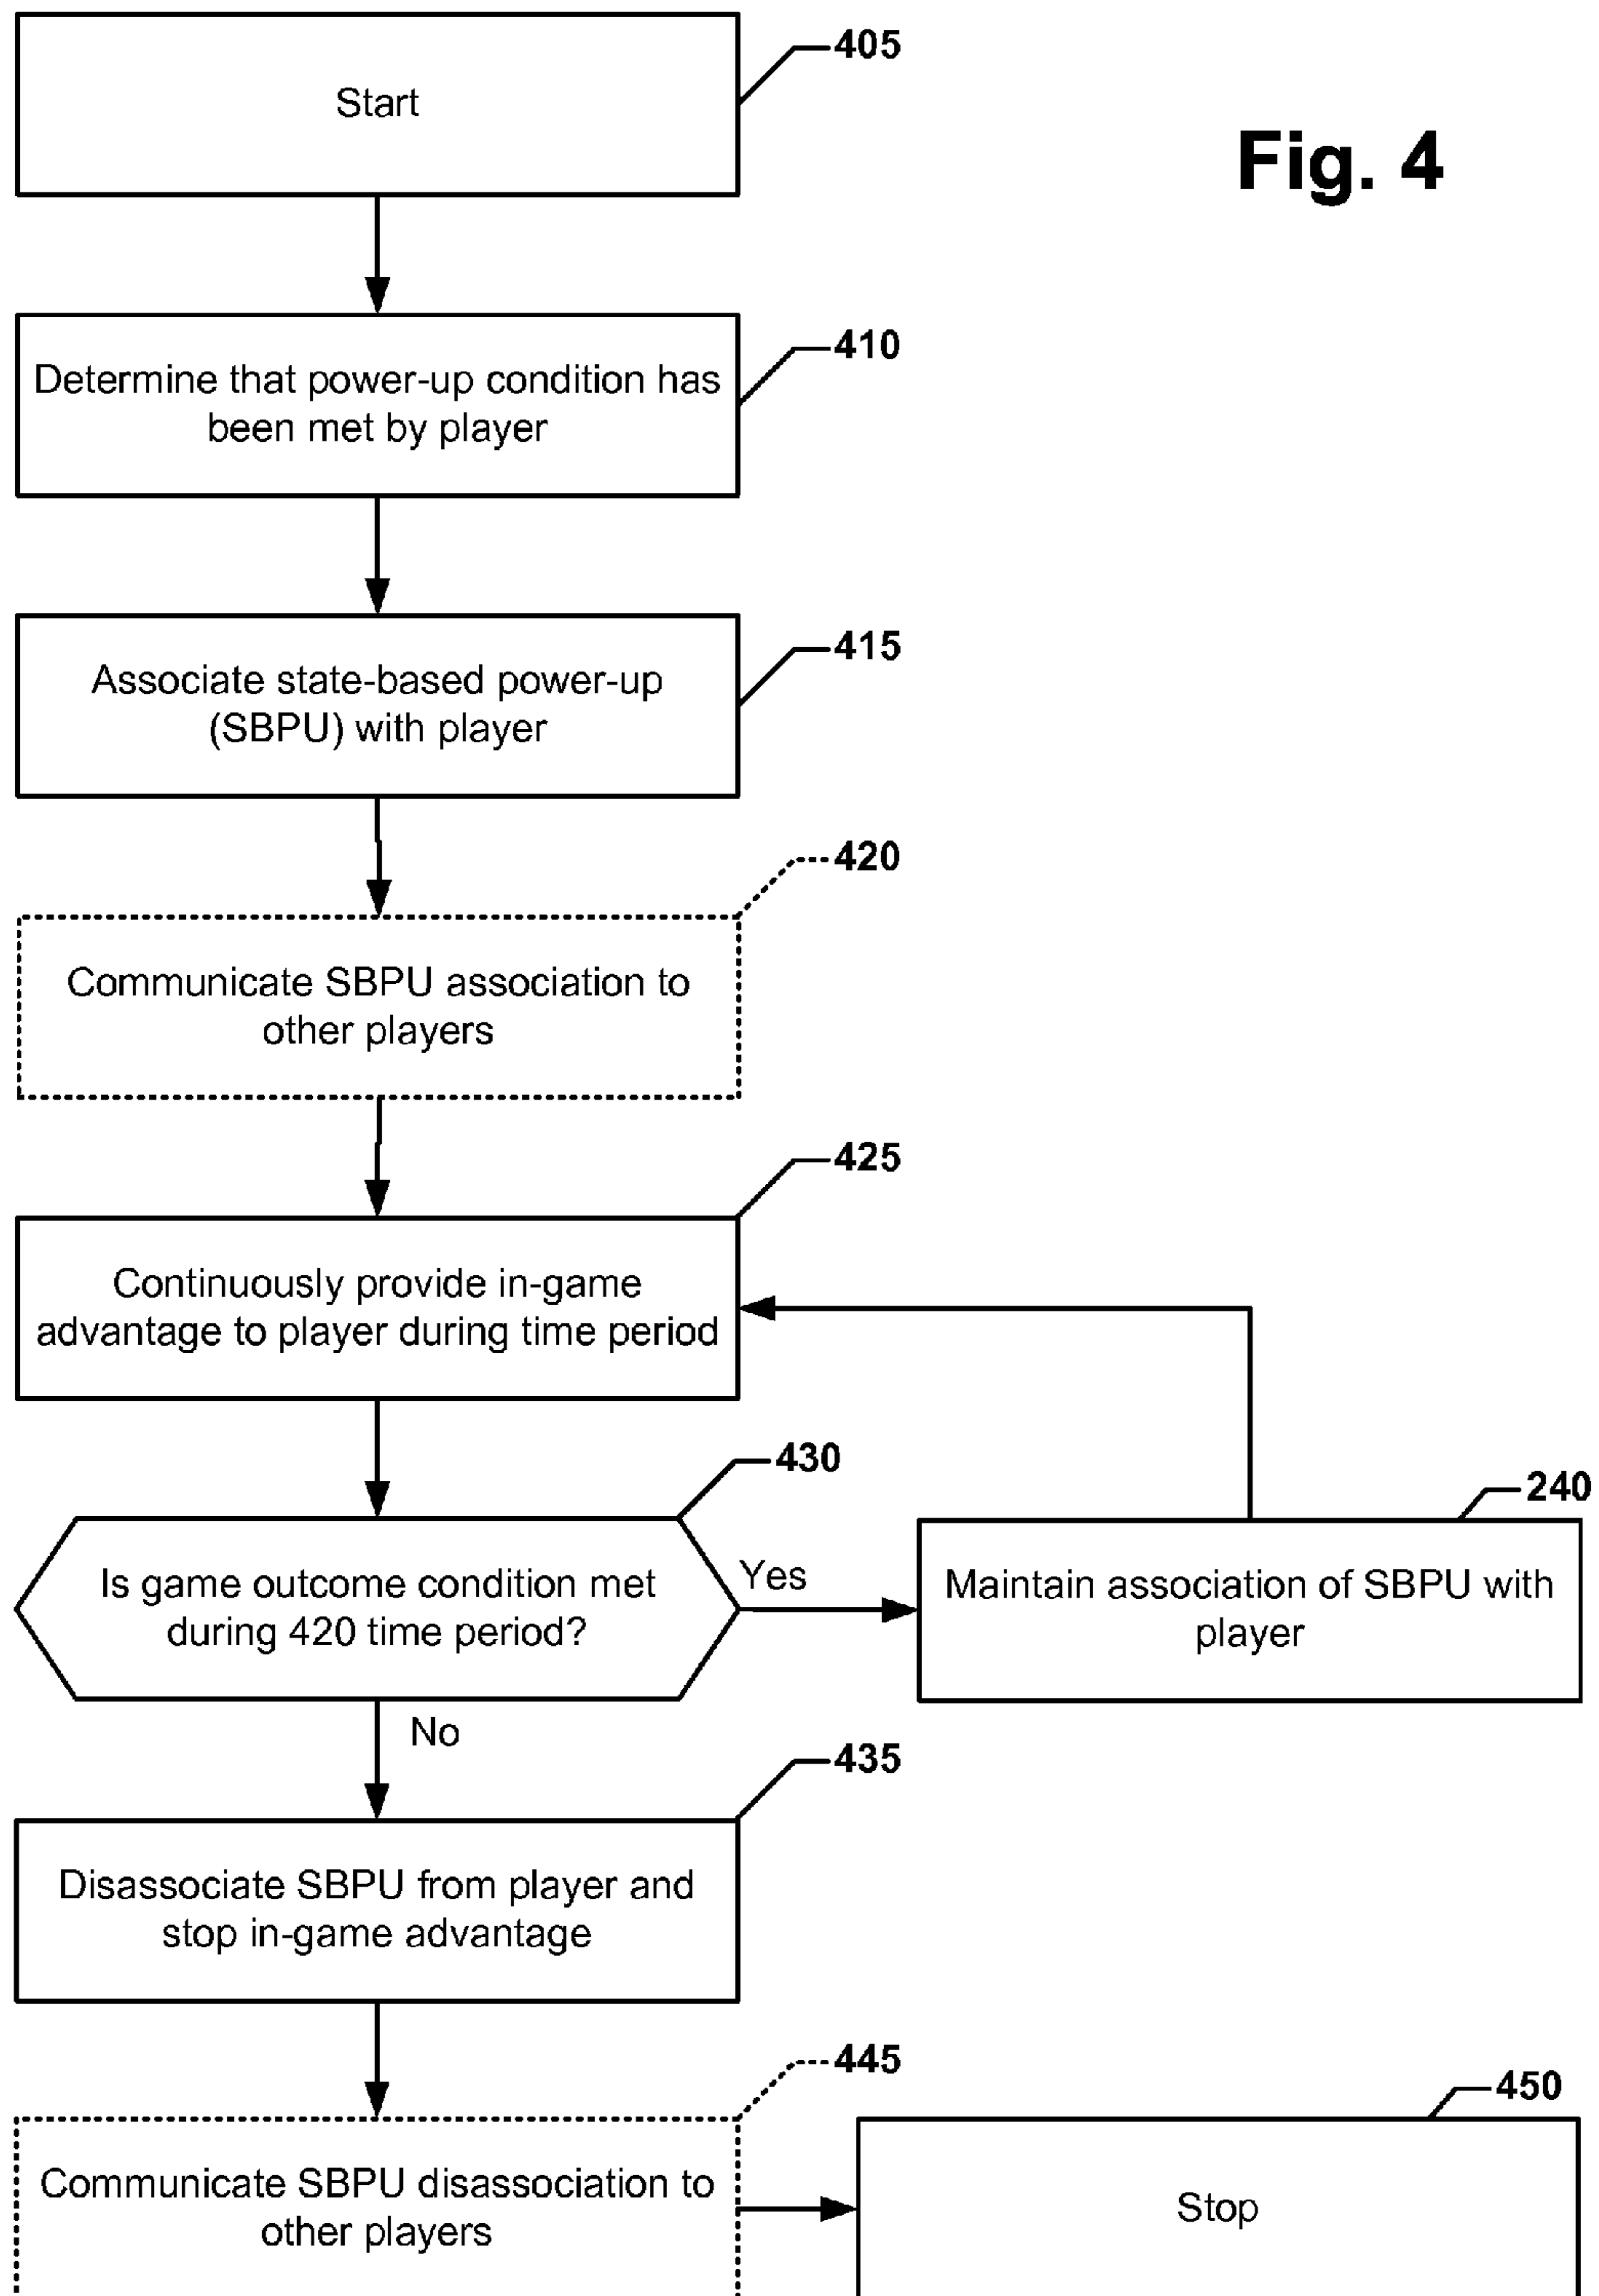 405
Start
Fig. 4
410
Determine that power-up condition has
been met by player
415
Associate state-based power-up
(SBPU) with player
420
Communicate SBPU association to
other players
425
Continuously provide in-game
advantage to player during time period
430
Is game outcome condition met
during 420 time period?
Yes
240
Maintain association of SBPU with
player
No
435
Disassociate SBPU from player and
stop in-game advantage
445
Communicate SBPU disassociation to
other players
450
Stop